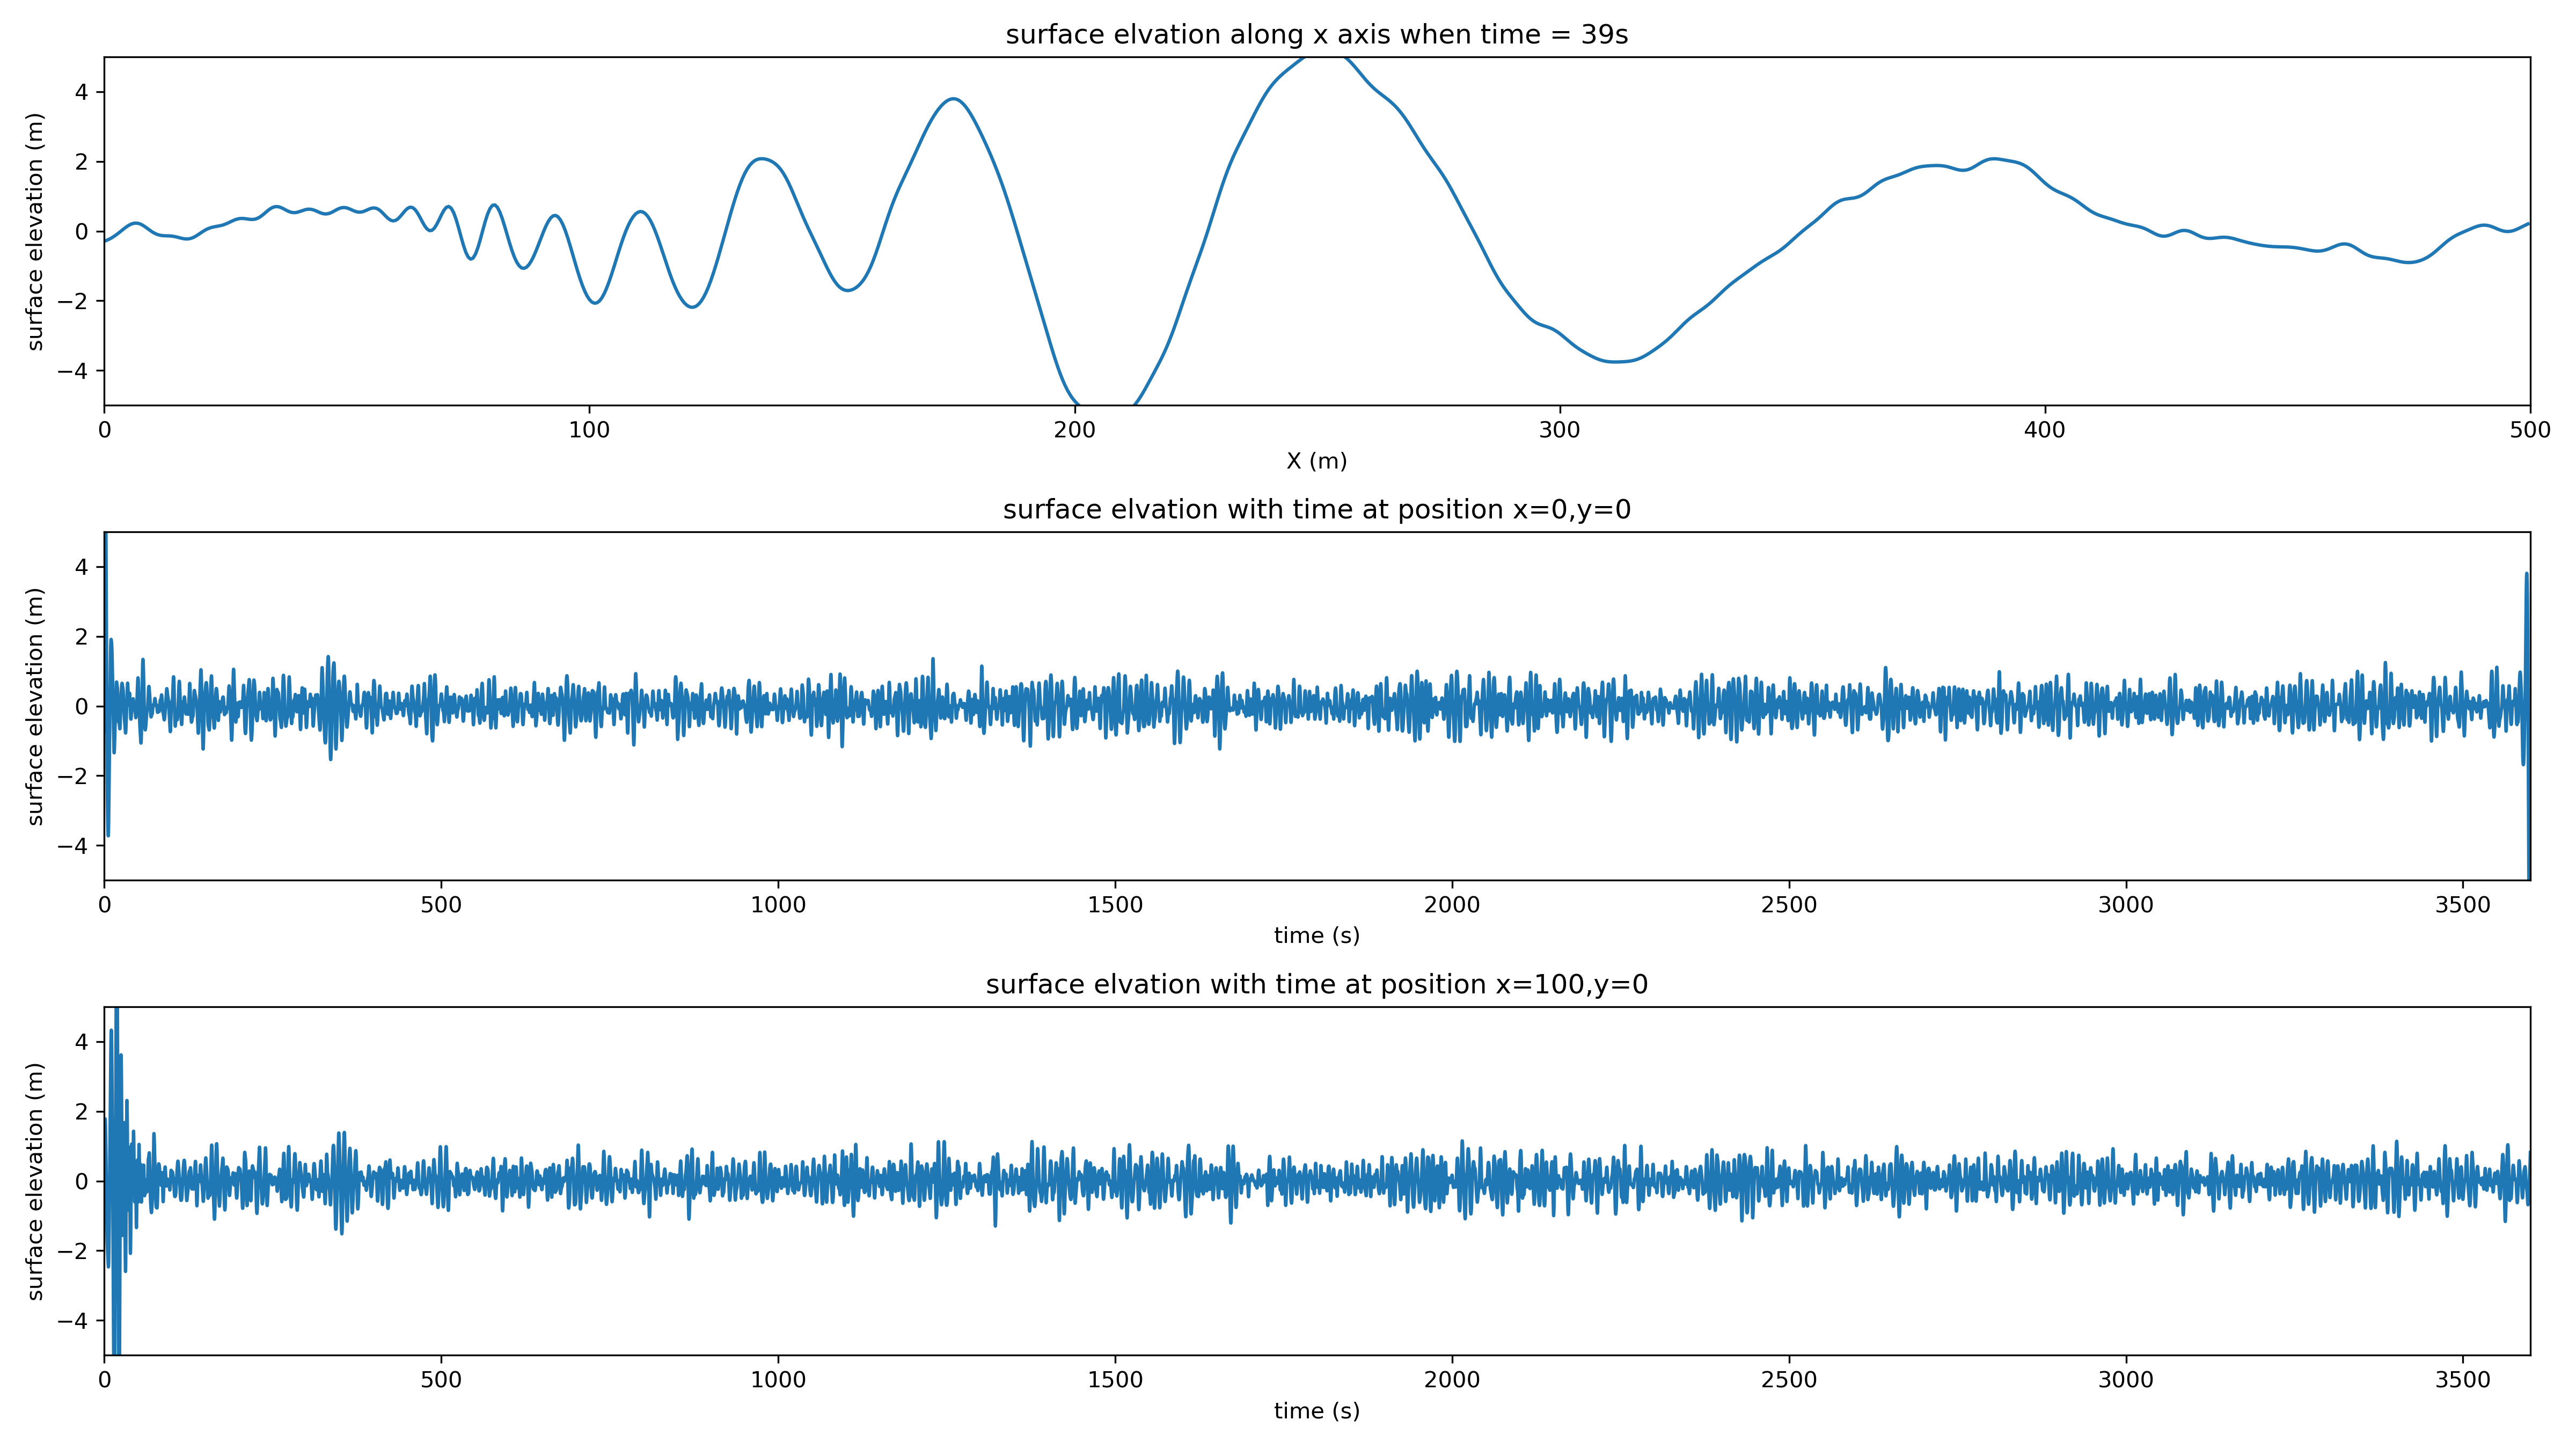 surface elvation along x axis when time = 39s
surface elevation (m)
4
2
0
−2
−4
0 100 200 300 400 500
X (m)
surface elvation with time at position x=0,y=0
surface elevation (m)
4
2
0
−2
−4
0 500 1000 1500 2000 2500 3000 3500
time (s)
surface elvation with time at position x=100,y=0
surface elevation (m)
4
2
0
−2
−4
0 500 1000 1500 2000 2500 3000 3500
time (s)